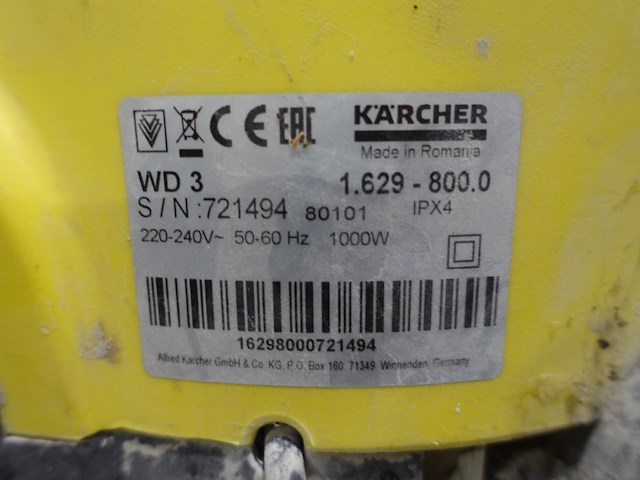 CE EAC KÄRCHER
Made in Romania
WD 3 1.629 - 800.0
S / N :721494 80101 IPX4
220-240V~ 50-60 Hz 1000W
16298000721494
Alfred Kärcher GmbH & Co. KG, P.O. Box 160, 71349 Winnenden, Germany